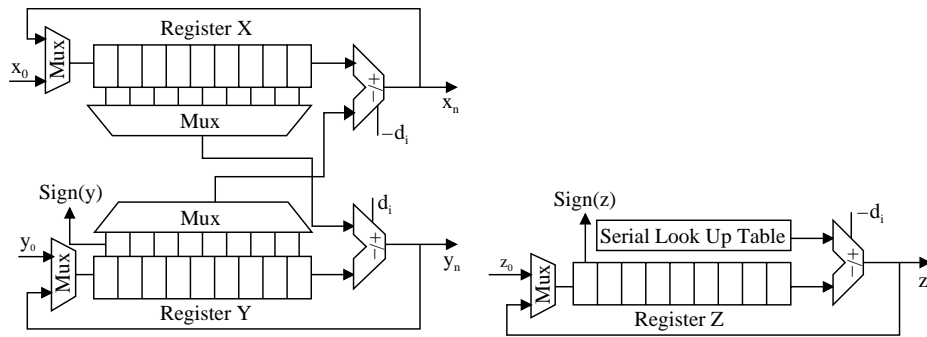 Register X
Mux
x₀
+/−
xₙ
Mux
−dᵢ
Sign(y)
Mux
dᵢ
y₀
Mux
+/−
yₙ
Register Y
Sign(z)
−dᵢ
Serial Look Up Table
z₀
Mux
+/−
z
Register Z